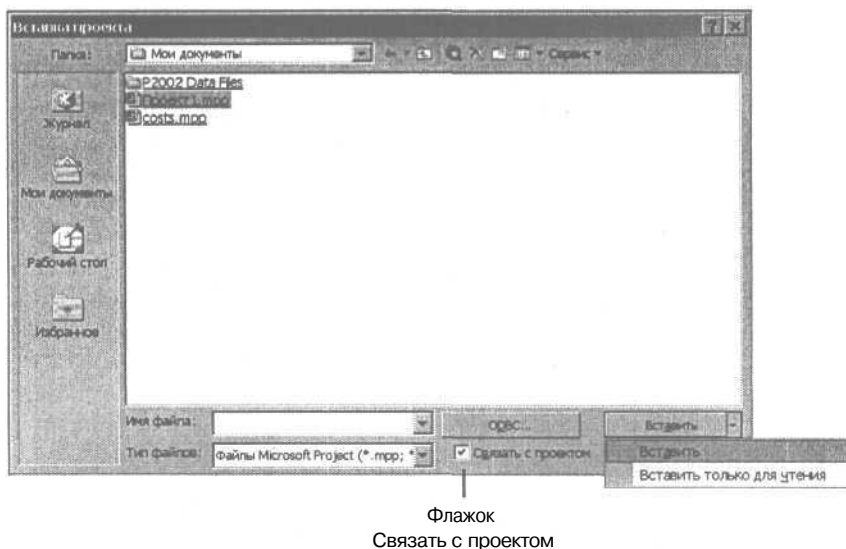 Вставка проекта
Папка: Мои документы Сервис
P2002 Data Files
Проект1.mpp
costs.mpp
Журнал
Мои документы
Рабочий стол
Избранное
Имя файла: ODBC... Вставить
Тип файлов: Файлы Microsoft Project (*.mpp; * Связать с проектом Вставить
Вставить только для чтения
Флажок
Связать с проектом